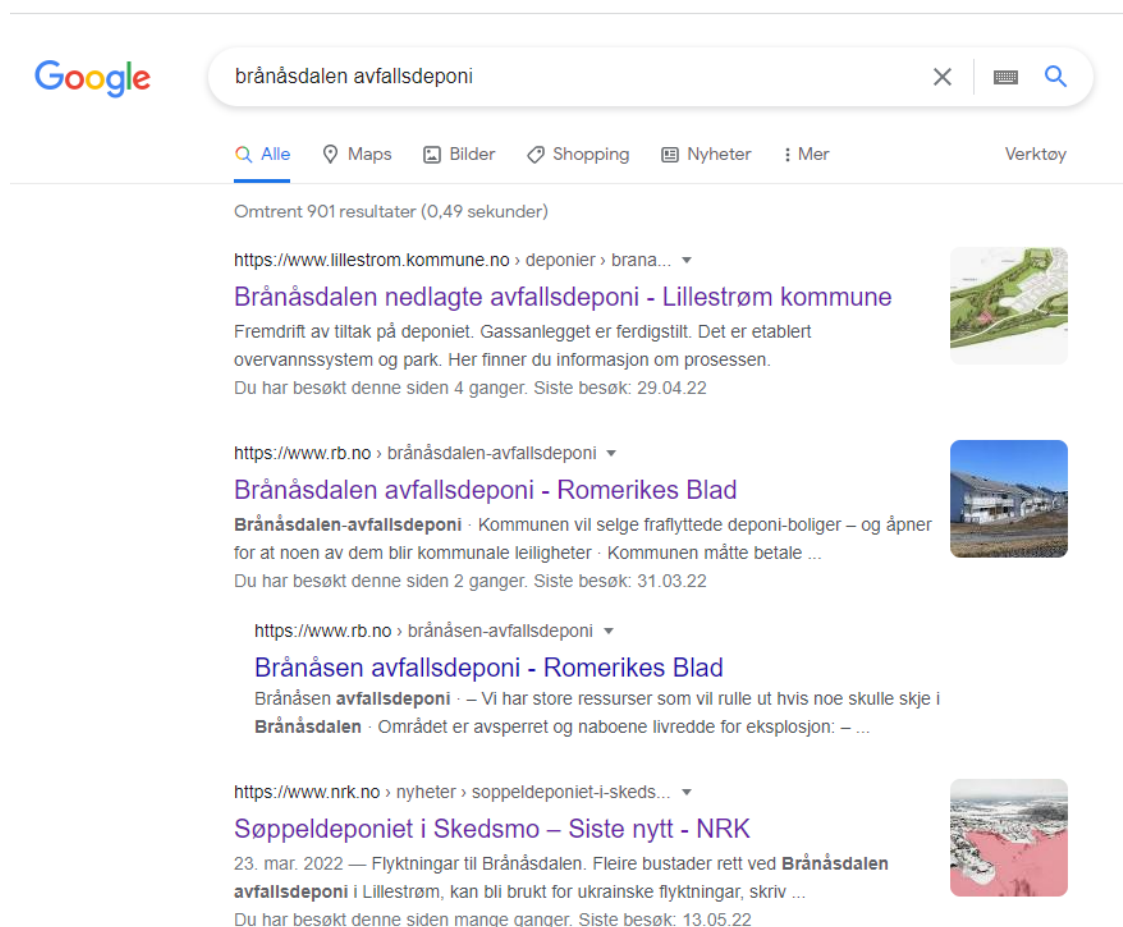 Google
brånåsdalen avfallsdeponi
Alle Maps Bilder Shopping Nyheter Mer Verktøy
Omtrent 901 resultater (0,49 sekunder)
https://www.lillestrom.kommune.no › deponier › brana...
Brånåsdalen nedlagte avfallsdeponi - Lillestrøm kommune
Fremdrift av tiltak på deponiet. Gassanlegget er ferdigstilt. Det er etablert
overvannssystem og park. Her finner du informasjon om prosessen.
Du har besøkt denne siden 4 ganger. Siste besøk: 29.04.22
https://www.rb.no › brånåsdalen-avfallsdeponi
Brånåsdalen avfallsdeponi - Romerikes Blad
Brånåsdalen-avfallsdeponi · Kommunen vil selge fraflyttede deponi-boliger – og åpner
for at noen av dem blir kommunale leiligheter · Kommunen måtte betale ...
Du har besøkt denne siden 2 ganger. Siste besøk: 31.03.22
https://www.rb.no › brånåsen-avfallsdeponi
Brånåsen avfallsdeponi - Romerikes Blad
Brånåsen avfallsdeponi · – Vi har store ressurser som vil rulle ut hvis noe skulle skje i
Brånåsdalen · Området er avsperret og naboene livredde for eksplosjon: – ...
https://www.nrk.no › nyheter › soppeldeponiet-i-skeds...
Søppeldeponiet i Skedsmo – Siste nytt - NRK
23. mar. 2022 — Flyktningar til Brånåsdalen. Fleire bustader rett ved Brånåsdalen
avfallsdeponi i Lillestrøm, kan bli brukt for ukrainske flyktningar, skriv ...
Du har besøkt denne siden mange ganger. Siste besøk: 13.05.22